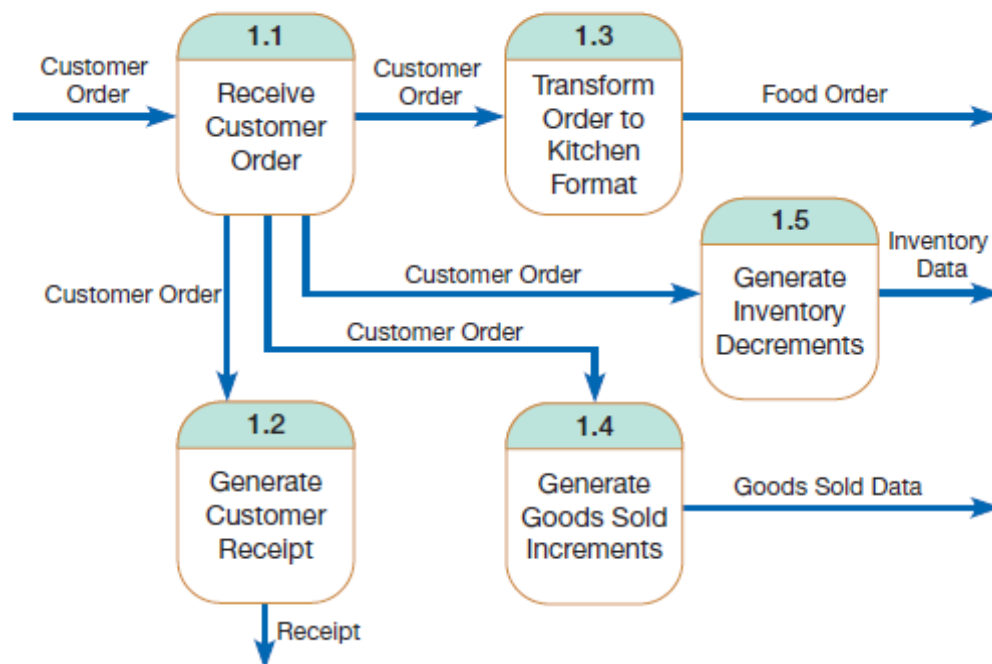 1.1
Customer
Order
Receive
Customer
Order
Customer
Order
1.3
Transform
Order to
Kitchen
Format
Food Order
1.5
Generate
Inventory
Decrements
Inventory
Data
Customer Order
Customer Order
Customer Order
1.2
Generate
Customer
Receipt
Receipt
1.4
Generate
Goods Sold
Increments
Goods Sold Data